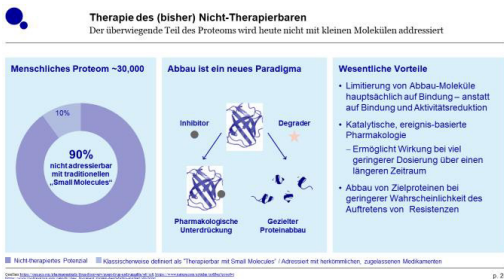 Therapie des (bisher) Nicht-Therapierbaren
Der überwiegende Teil des Proteoms wird heute nicht mit kleinen Molekülen addressiert
Menschliches Proteom ~30,000
10%
90%
nicht adressierbar
mit traditionellen
„Small Molecules"
Abbau ist ein neues Paradigma
Inhibitor
Degrader
Pharmakologische
Unterdrückung
Gezielter
Proteinabbau
Wesentliche Vorteile
• Limitierung von Abbau-Moleküle
hauptsächlich auf Bindung – anstatt
auf Bindung und Aktivitätsreduktion
• Katalytische, ereignis-basierte
Pharmakologie
– Ermöglicht Wirkung bei viel
geringerer Dosierung über einen
längeren Zeitraum
• Abbau von Zielproteinen bei
geringerer Wahrscheinlichkeit des
Auftretens von Resistenzen
Nicht-therapiertes Potenzial
Klassischerweise definiert als "Therapierbar mit Small Molecules" / Adressiert mit herkömmlichen, zugelassenen Medikamenten